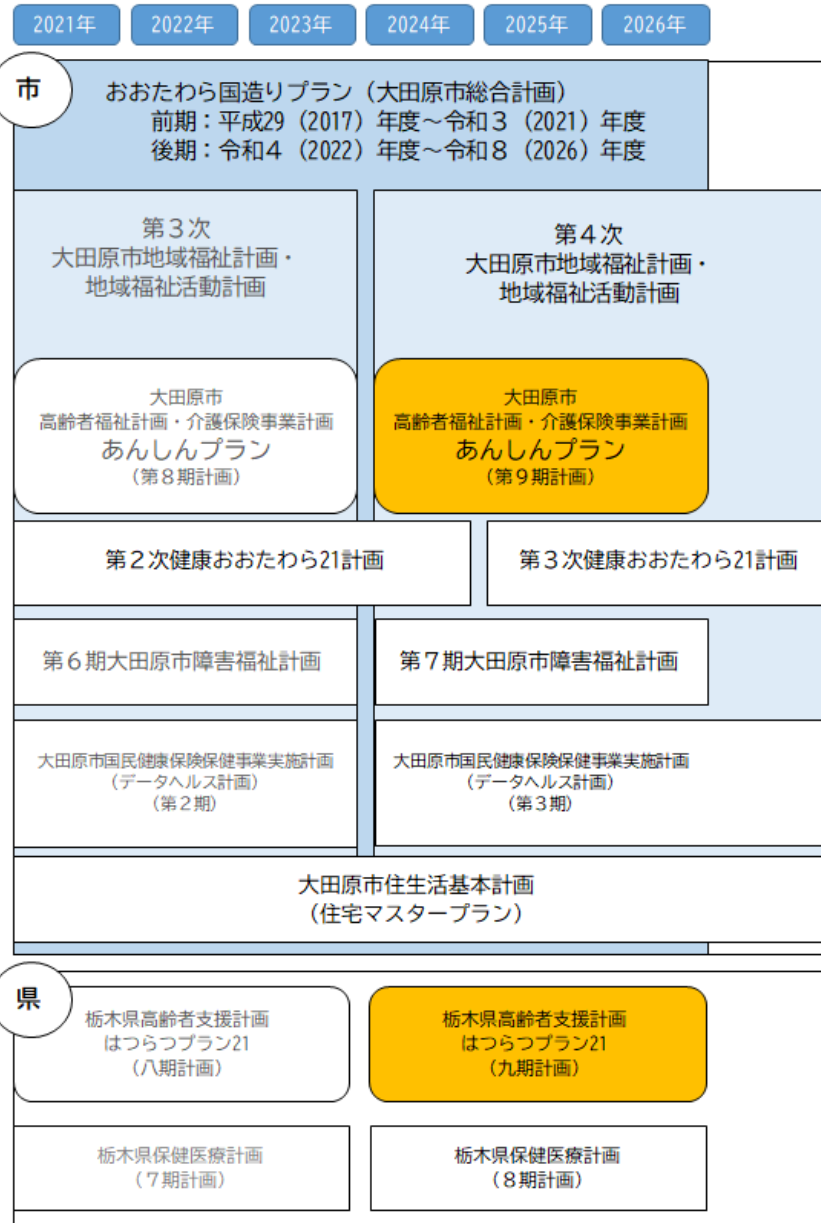 2021年 2022年 2023年 2024年 2025年 2026年
市
おおたわら国造りプラン（大田原市総合計画）
前期：平成29（2017）年度～令和３（2021）年度
後期：令和４（2022）年度～令和８（2026）年度
第３次
大田原市地域福祉計画・
地域福祉活動計画
第４次
大田原市地域福祉計画・
地域福祉活動計画
大田原市
高齢者福祉計画・介護保険事業計画
あんしんプラン
（第８期計画）
大田原市
高齢者福祉計画・介護保険事業計画
あんしんプラン
（第９期計画）
第２次健康おおたわら21計画
第３次健康おおたわら21計画
第６期大田原市障害福祉計画
第７期大田原市障害福祉計画
大田原市国民健康保険保健事業実施計画
（データヘルス計画）
（第２期）
大田原市国民健康保険保健事業実施計画
（データヘルス計画）
（第３期）
大田原市住生活基本計画
（住宅マスタープラン）
県
栃木県高齢者支援計画
はつらつプラン21
（八期計画）
栃木県高齢者支援計画
はつらつプラン21
（九期計画）
栃木県保健医療計画
（７期計画）
栃木県保健医療計画
（８期計画）